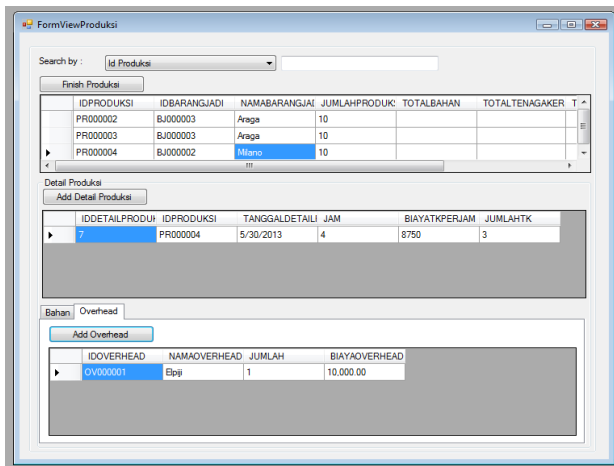 FormViewProduksi
Search by : Id Produksi
Finish Produksi
IDPRODUKSI IDBARANGJADI NAMABARANGJAI JUMLAHPRODUK: TOTALBAHAN TOTALTENAGAKER T
PR000002 BJ000003 Araga 10
PR000003 BJ000003 Araga 10
PR000004 BJ000002 Milano 10
Detail Produksi
Add Detail Produksi
IDDETAILPRODUK IDPRODUKSI TANGGALDETAILI JAM BIAYATKPERJAM JUMLAHTK
7 PR000004 5/30/2013 4 8750 3
Bahan Overhead
Add Overhead
IDOVERHEAD NAMAOVERHEAD JUMLAH BIAYAOVERHEAD
OV000001 Elpiji 1 10,000.00